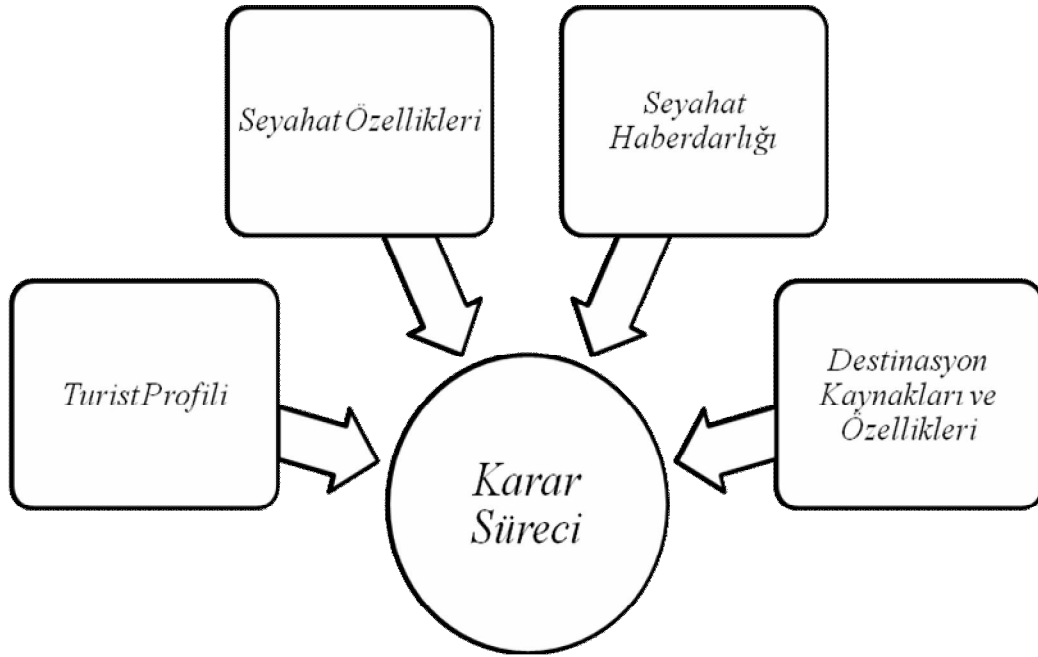 Seyahat Özellikleri
Seyahat
Haberdarlığı
Turist Profili
Destinasyon
Kaynakları ve
Özellikleri
Karar
Süreci